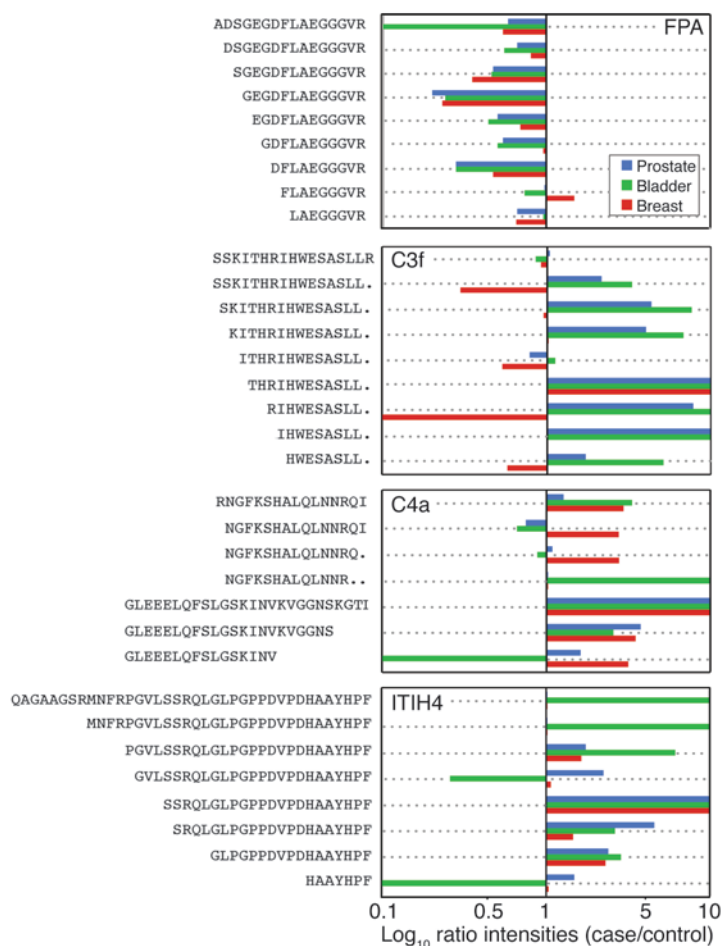 FPA
ADSGEGDFLAEGGGVR
DSGEGDFLAEGGGVR
SGEGDFLAEGGGVR
GEGDFLAEGGGVR
EGDFLAEGGGVR
GDFLAEGGGVR
DFLAEGGGVR
FLAEGGGVR
LAEGGGVR
Prostate
Bladder
Breast
C3f
SSKITHRIHWESASLLR
SSKITHRIHWESASLL.
SKITHRIHWESASLL.
KITHRIHWESASLL.
ITHRIHWESASLL.
THRIHWESASLL.
RIHWESASLL.
IHWESASLL.
HWESASLL.
C4a
RNGFKSHALQLNNRQI
NGFKSHALQLNNRQI
NGFKSHALQLNNRQ.
NGFKSHALQLNNR..
GLEEELQFSLGSKINVKVGGNSKGTI
GLEEELQFSLGSKINVKVGGNS
GLEEELQFSLGSKINV
ITIH4
QAGAAGSRMNFRPGVLSSRQLGLPGPPDVPDHAAYHPF
MNFRPGVLSSRQLGLPGPPDVPDHAAYHPF
PGVLSSRQLGLPGPPDVPDHAAYHPF
GVLSSRQLGLPGPPDVPDHAAYHPF
SSRQLGLPGPPDVPDHAAYHPF
SRQLGLPGPPDVPDHAAYHPF
GLPGPPDVPDHAAYHPF
HAAYHPF
0.1 0.5 1 5 10
Log10 ratio intensities (case/control)